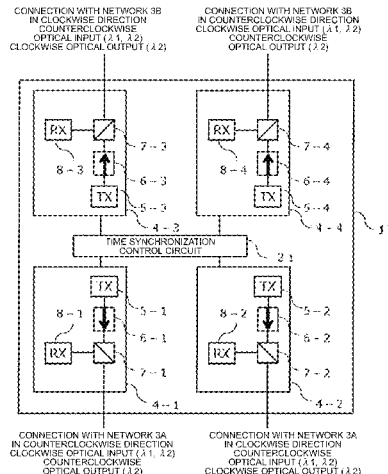 CONNECTION WITH NETWORK 3B
IN COUNTERCLOCKWISE DIRECTION
COUNTERCLOCKWISE
OPTICAL INPUT (λ1, λ2)
CLOCKWISE OPTICAL OUTPUT (λ2)
CONNECTION WITH NETWORK 3B
IN CLOCKWISE DIRECTION
CLOCKWISE OPTICAL INPUT (λ1, λ2)
COUNTERCLOCKWISE
OPTICAL OUTPUT (λ2)
RX
7-3
8-3
6-3
TX
5-3
4-3
RX
7-4
8-4
6-4
TX
5-4
4-4
1
TIME SYNCHRONIZATION
CONTROL CIRCUIT
21
TX
5-1
8-1
6-1
RX
7-1
4-1
TX
5-2
8-2
6-2
RX
7-2
4-2
CONNECTION WITH NETWORK 3A
IN COUNTERCLOCKWISE DIRECTION
CLOCKWISE OPTICAL INPUT (λ1, λ2)
COUNTERCLOCKWISE
OPTICAL OUTPUT (λ2)
CONNECTION WITH NETWORK 3A
IN CLOCKWISE DIRECTION
COUNTERCLOCKWISE
OPTICAL INPUT (λ1, λ2)
CLOCKWISE OPTICAL OUTPUT (λ2)